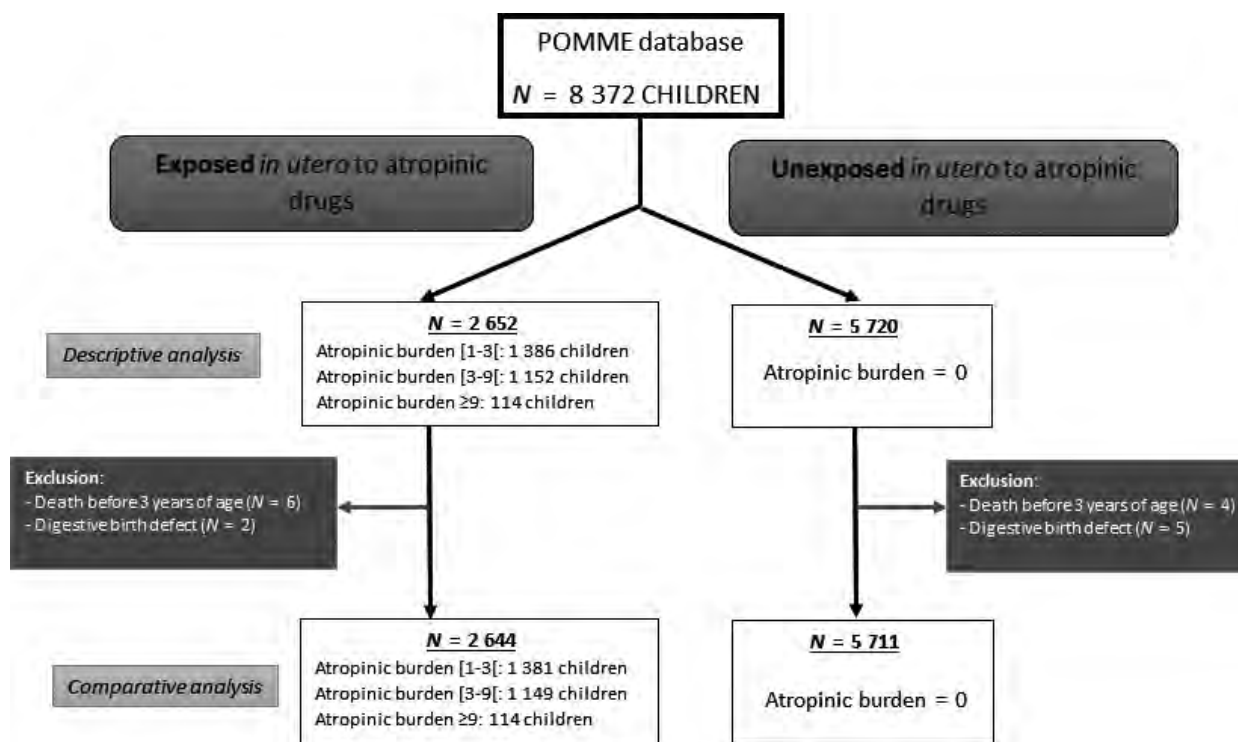 POMME database
N = 8 372 CHILDREN
Exposed in utero to atropinic
drugs
Unexposed in utero to atropinic
drugs
Descriptive analysis
N = 2 652
Atropinic burden [1-3[: 1 386 children
Atropinic burden [3-9[: 1 152 children
Atropinic burden ≥9: 114 children
N = 5 720
Atropinic burden = 0
Exclusion:
- Death before 3 years of age (N = 6)
- Digestive birth defect (N = 2)
Exclusion:
- Death before 3 years of age (N = 4)
- Digestive birth defect (N = 5)
Comparative analysis
N = 2 644
Atropinic burden [1-3[: 1 381 children
Atropinic burden [3-9[: 1 149 children
Atropinic burden ≥9: 114 children
N = 5 711
Atropinic burden = 0